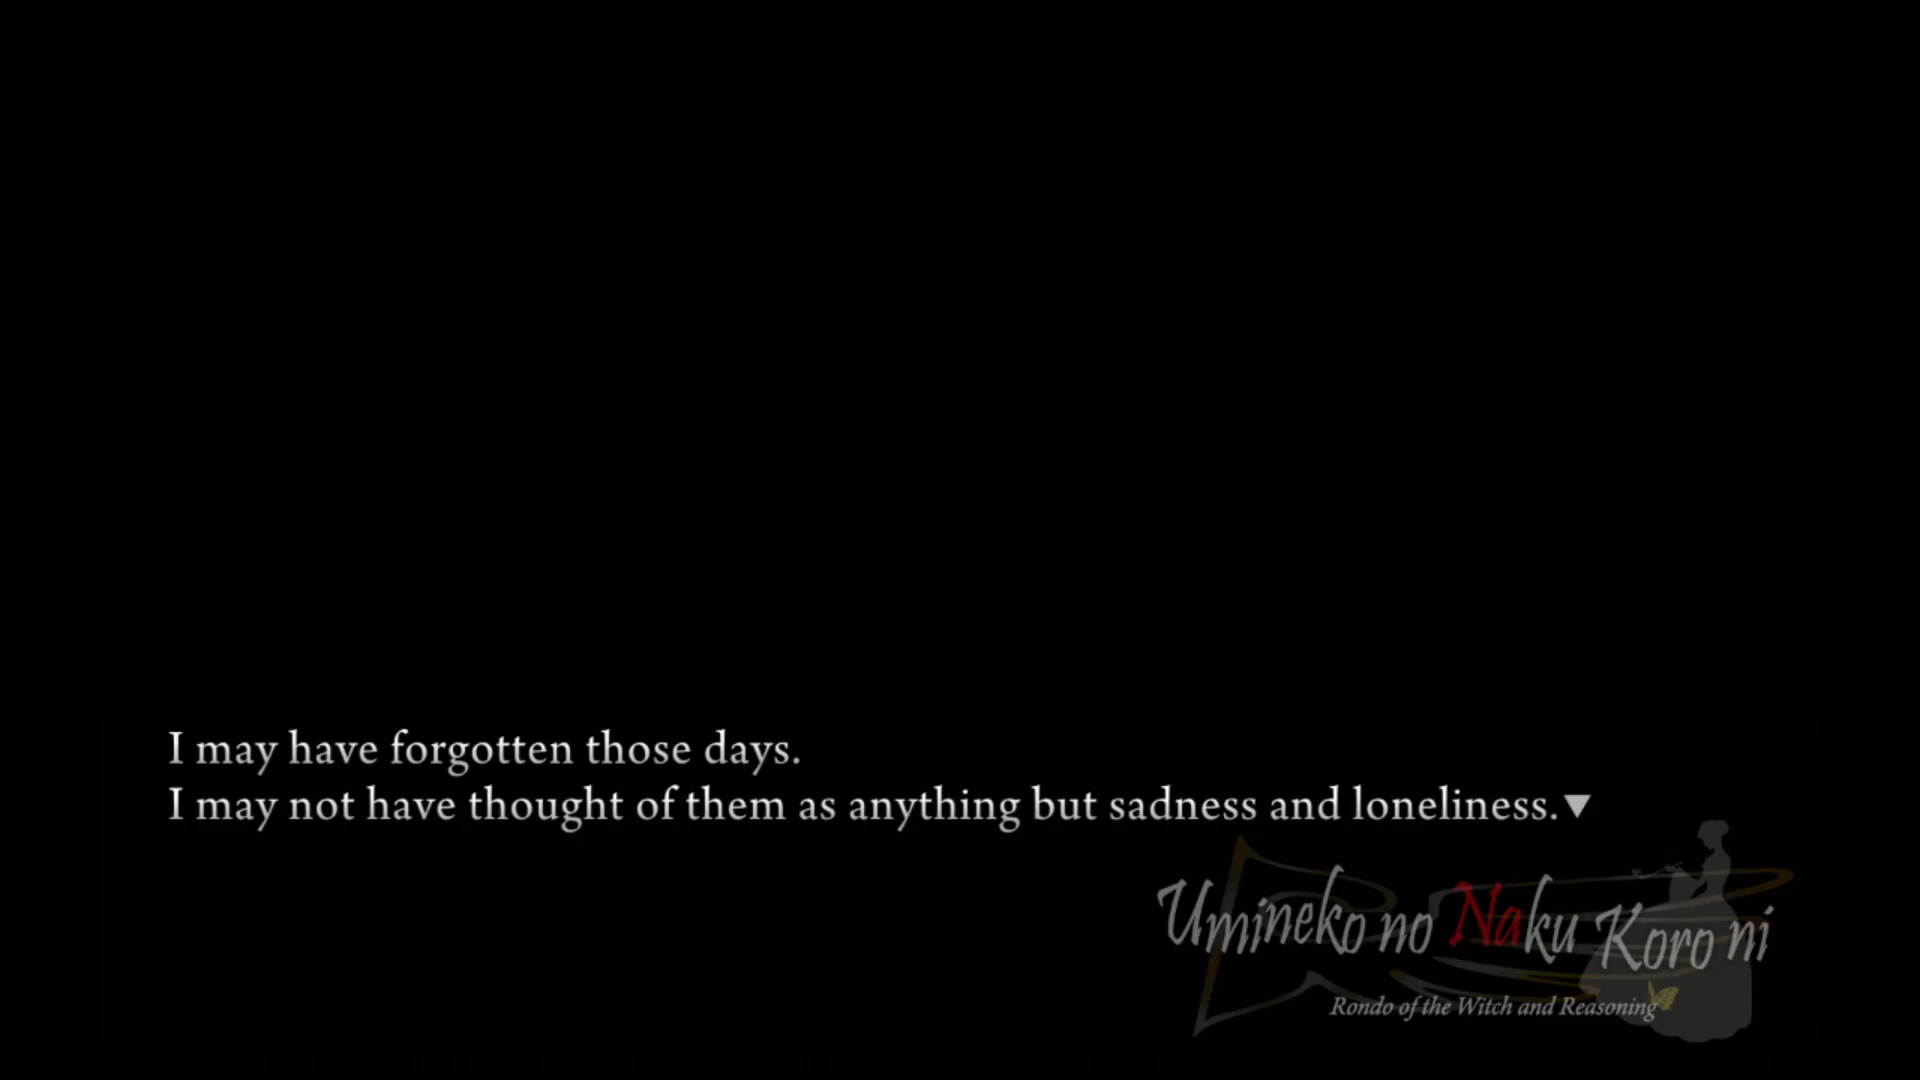 I may have forgotten those days.
I may not have thought of them as anything but sadness and loneliness.
Umineko no Naku Koro ni
Rondo of the Witch and Reasoning